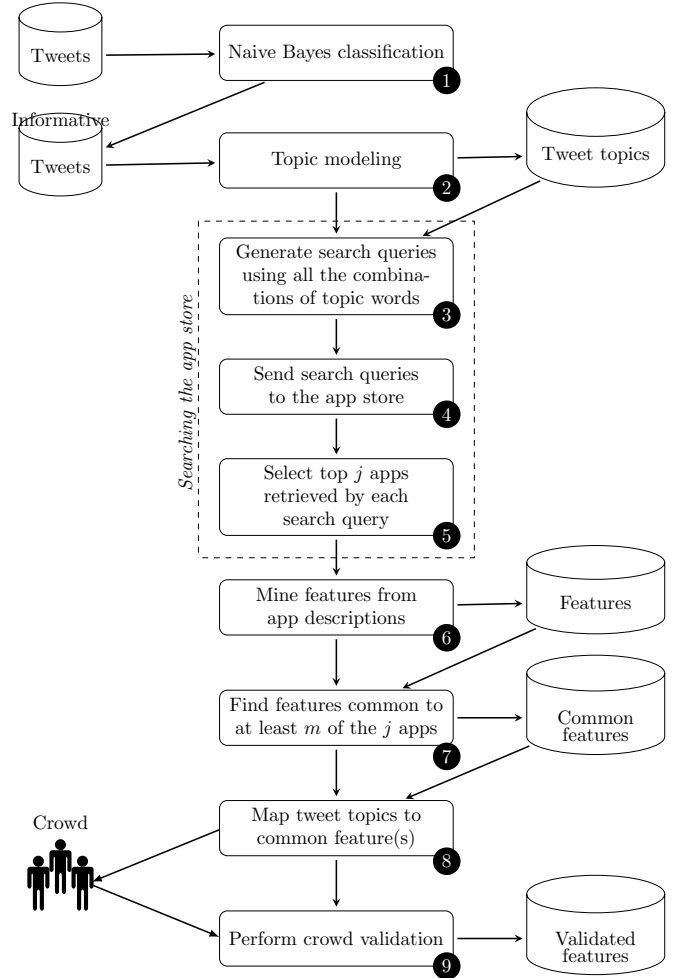 Tweets
Naive Bayes classification
1
Informative
Tweets
Topic modeling
2
Tweet topics
Searching the app store
Generate search queries
using all the combina-
tions of topic words
3
Send search queries
to the app store
4
Select top j apps
retrieved by each
search query
5
Mine features from
app descriptions
6
Features
Find features common to
at least m of the j apps
7
Common
features
Crowd
Map tweet topics to
common feature(s)
8
Perform crowd validation
9
Validated
features